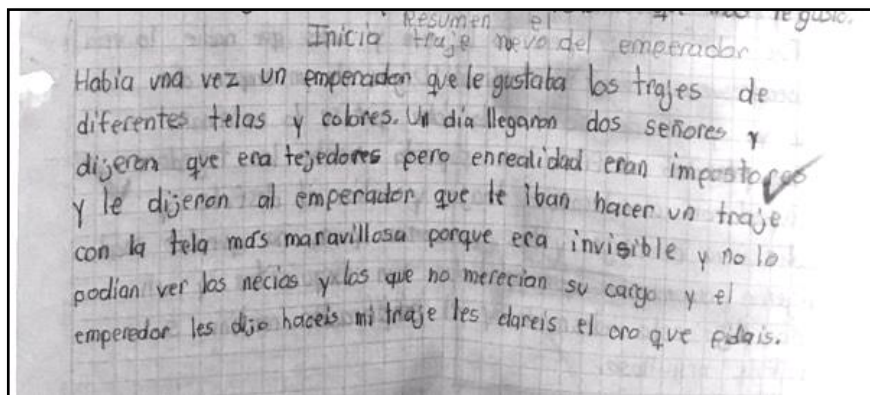 Resumen el
Inicia traje nuevo del emperador
Había una vez un emperador que le gustaba los trajes de
diferentes telas y colores. Un día llegaron dos señores y
dijeron que era tejedores pero enrealidad eran impostores
Y le dijeron al emperador que le iban hacer un traje
con la tela más maravillosa porque era invisible y no lo
podian ver los necios y los que no merecian su cargo y el
emperedor les dijo haceis mi traje les dareis el oro que pidais.